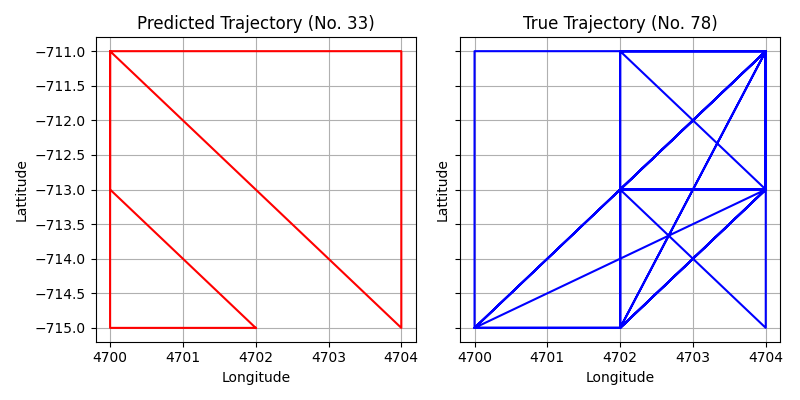 Predicted Trajectory (No. 33)
True Trajectory (No. 78)
−711.0
−711.5
−712.0
−712.5
−713.0
−713.5
−714.0
−714.5
−715.0
Lattitude
Lattitude
4700 4701 4702 4703 4704
4700 4701 4702 4703 4704
Longitude
Longitude